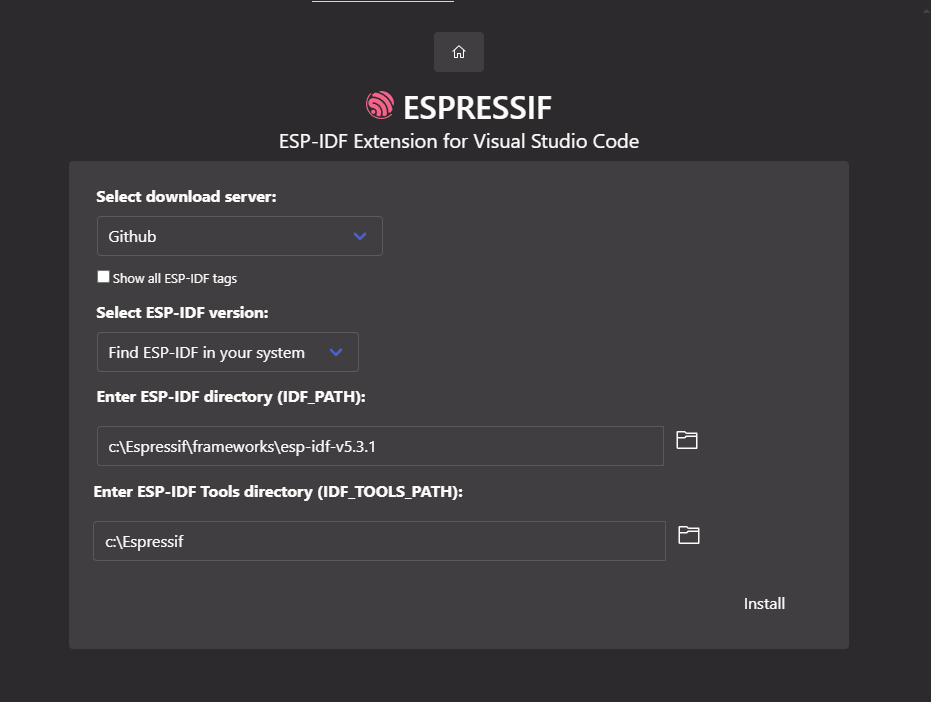 ESPRESSIF
ESP-IDF Extension for Visual Studio Code
Select download server:
Github
Show all ESP-IDF tags
Select ESP-IDF version:
Find ESP-IDF in your system
Enter ESP-IDF directory (IDF_PATH):
c:\Espressif\frameworks\esp-idf-v5.3.1
Enter ESP-IDF Tools directory (IDF_TOOLS_PATH):
c:\Espressif
Install